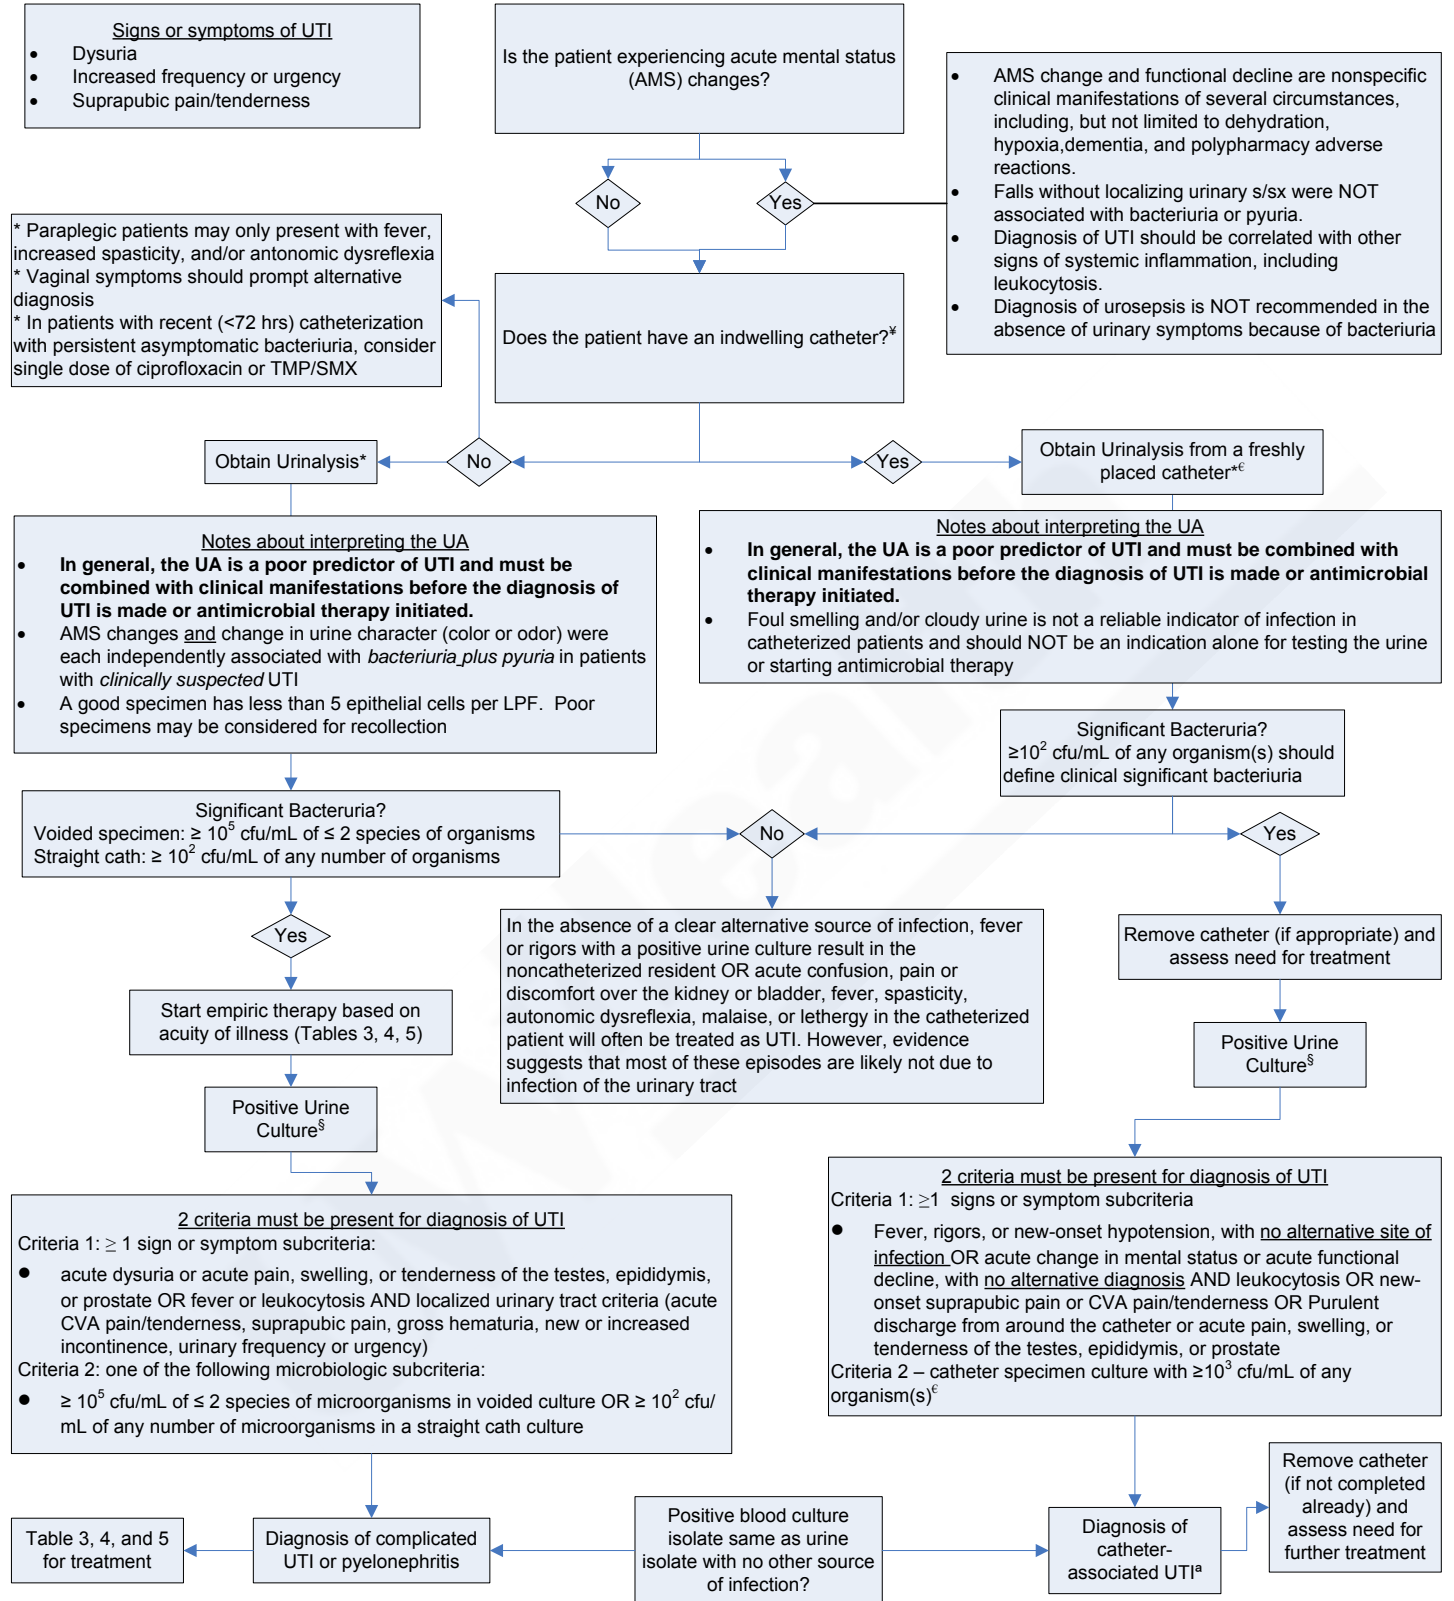 Signs or symptoms of UTI
• Dysuria
• Increased frequency or urgency
• Suprapubic pain/tenderness
Is the patient experiencing acute mental status
(AMS) changes?
• AMS change and functional decline are nonspecific
clinical manifestations of several circumstances,
including, but not limited to dehydration,
hypoxia,dementia, and polypharmacy adverse
reactions.
• Falls without localizing urinary s/sx were NOT
associated with bacteriuria or pyuria.
• Diagnosis of UTI should be correlated with other
signs of systemic inflammation, including
leukocytosis.
• Diagnosis of urosepsis is NOT recommended in the
absence of urinary symptoms because of bacteriuria
No
Yes
* Paraplegic patients may only present with fever,
increased spasticity, and/or antonomic dysreflexia
* Vaginal symptoms should prompt alternative
diagnosis
* In patients with recent (<72 hrs) catheterization
with persistent asymptomatic bacteriuria, consider
single dose of ciprofloxacin or TMP/SMX
Does the patient have an indwelling catheter?¥
Obtain Urinalysis*
No
Yes
Obtain Urinalysis from a freshly
placed catheter*€
Notes about interpreting the UA
• In general, the UA is a poor predictor of UTI and must be
combined with clinical manifestations before the diagnosis of
UTI is made or antimicrobial therapy initiated.
• AMS changes and change in urine character (color or odor) were
each independently associated with bacteriuria plus pyuria in patients
with clinically suspected UTI
• A good specimen has less than 5 epithelial cells per LPF. Poor
specimens may be considered for recollection
Notes about interpreting the UA
• In general, the UA is a poor predictor of UTI and must be combined with
clinical manifestations before the diagnosis of UTI is made or antimicrobial
therapy initiated.
• Foul smelling and/or cloudy urine is not a reliable indicator of infection in
catheterized patients and should NOT be an indication alone for testing the urine
or starting antimicrobial therapy
Significant Bacteruria?
≥10² cfu/mL of any organism(s) should
define clinical significant bacteriuria
Significant Bacteruria?
Voided specimen: ≥ 10⁵ cfu/mL of ≤ 2 species of organisms
Straight cath: ≥ 10² cfu/mL of any number of organisms
No
Yes
Yes
In the absence of a clear alternative source of infection, fever
or rigors with a positive urine culture result in the
noncatheterized resident OR acute confusion, pain or
discomfort over the kidney or bladder, fever, spasticity,
autonomic dysreflexia, malaise, or lethergy in the catheterized
patient will often be treated as UTI. However, evidence
suggests that most of these episodes are likely not due to
infection of the urinary tract
Remove catheter (if appropriate) and
assess need for treatment
Start empiric therapy based on
acuity of illness (Tables 3, 4, 5)
Positive Urine
Culture§
Positive Urine
Culture§
2 criteria must be present for diagnosis of UTI
Criteria 1: ≥ 1 sign or symptom subcriteria:
● acute dysuria or acute pain, swelling, or tenderness of the testes, epididymis,
or prostate OR fever or leukocytosis AND localized urinary tract criteria (acute
CVA pain/tenderness, suprapubic pain, gross hematuria, new or increased
incontinence, urinary frequency or urgency)
Criteria 2: one of the following microbiologic subcriteria:
● ≥ 10⁵ cfu/mL of ≤ 2 species of microorganisms in voided culture OR ≥ 10² cfu/
mL of any number of microorganisms in a straight cath culture
2 criteria must be present for diagnosis of UTI
Criteria 1: ≥1 signs or symptom subcriteria
● Fever, rigors, or new-onset hypotension, with no alternative site of
infection OR acute change in mental status or acute functional
decline, with no alternative diagnosis AND leukocytosis OR new-
onset suprapubic pain or CVA pain/tenderness OR Purulent
discharge from around the catheter or acute pain, swelling, or
tenderness of the testes, epididymis, or prostate
Criteria 2 – catheter specimen culture with ≥10³ cfu/mL of any
organism(s)€
Table 3, 4, and 5
for treatment
Diagnosis of complicated
UTI or pyelonephritis
Positive blood culture
isolate same as urine
isolate with no other source
of infection?
Diagnosis of
catheter-
associated UTIª
Remove catheter
(if not completed
already) and
assess need for
further treatment